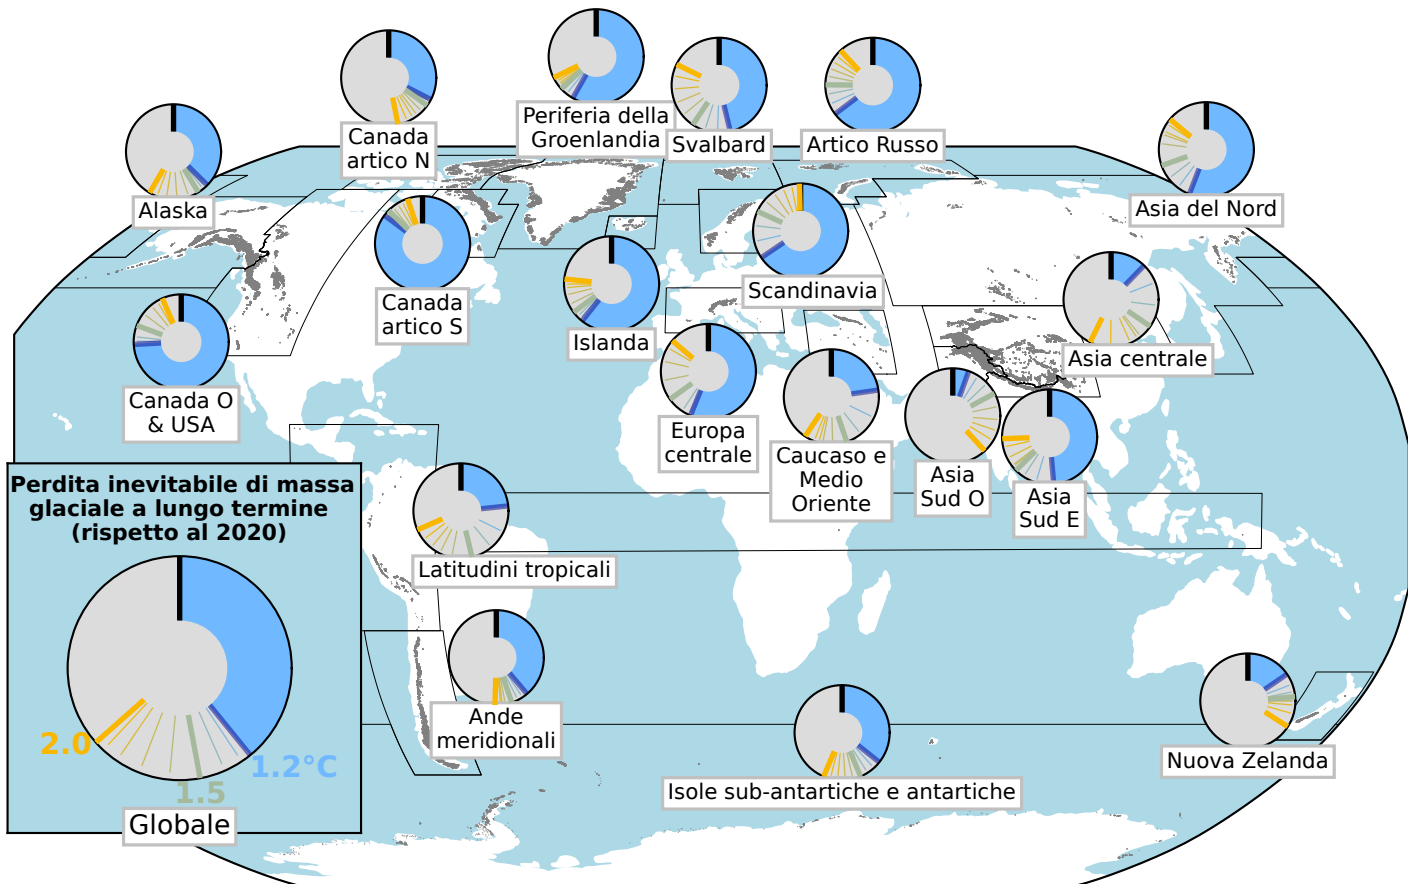 Canada
artico N
Periferia della
Groenlandia
Svalbard
Artico Russo
Alaska
Asia del Nord
Canada
artico S
Scandinavia
Islanda
Asia centrale
Canada O
& USA
Europa
centrale
Caucaso e
Medio
Oriente
Asia
Sud O
Asia
Sud E
Perdita inevitabile di massa
glaciale a lungo termine
(rispetto al 2020)
2.0
1.2°C
1.5
Globale
Latitudini tropicali
Ande
meridionali
Isole sub-antartiche e antartiche
Nuova Zelanda